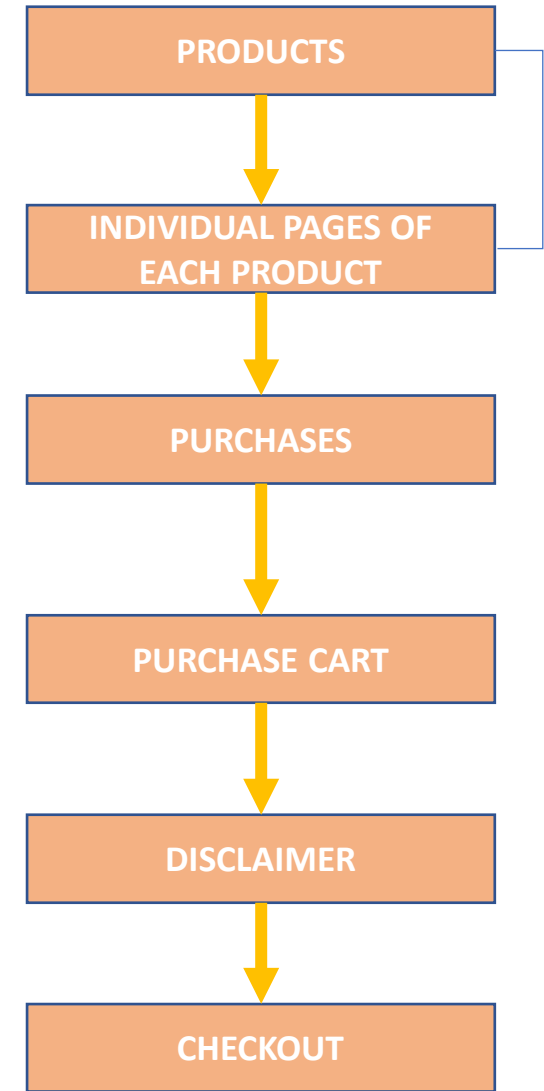 PRODUCTS
INDIVIDUAL PAGES OF
EACH PRODUCT
PURCHASES
PURCHASE CART
DISCLAIMER
CHECKOUT